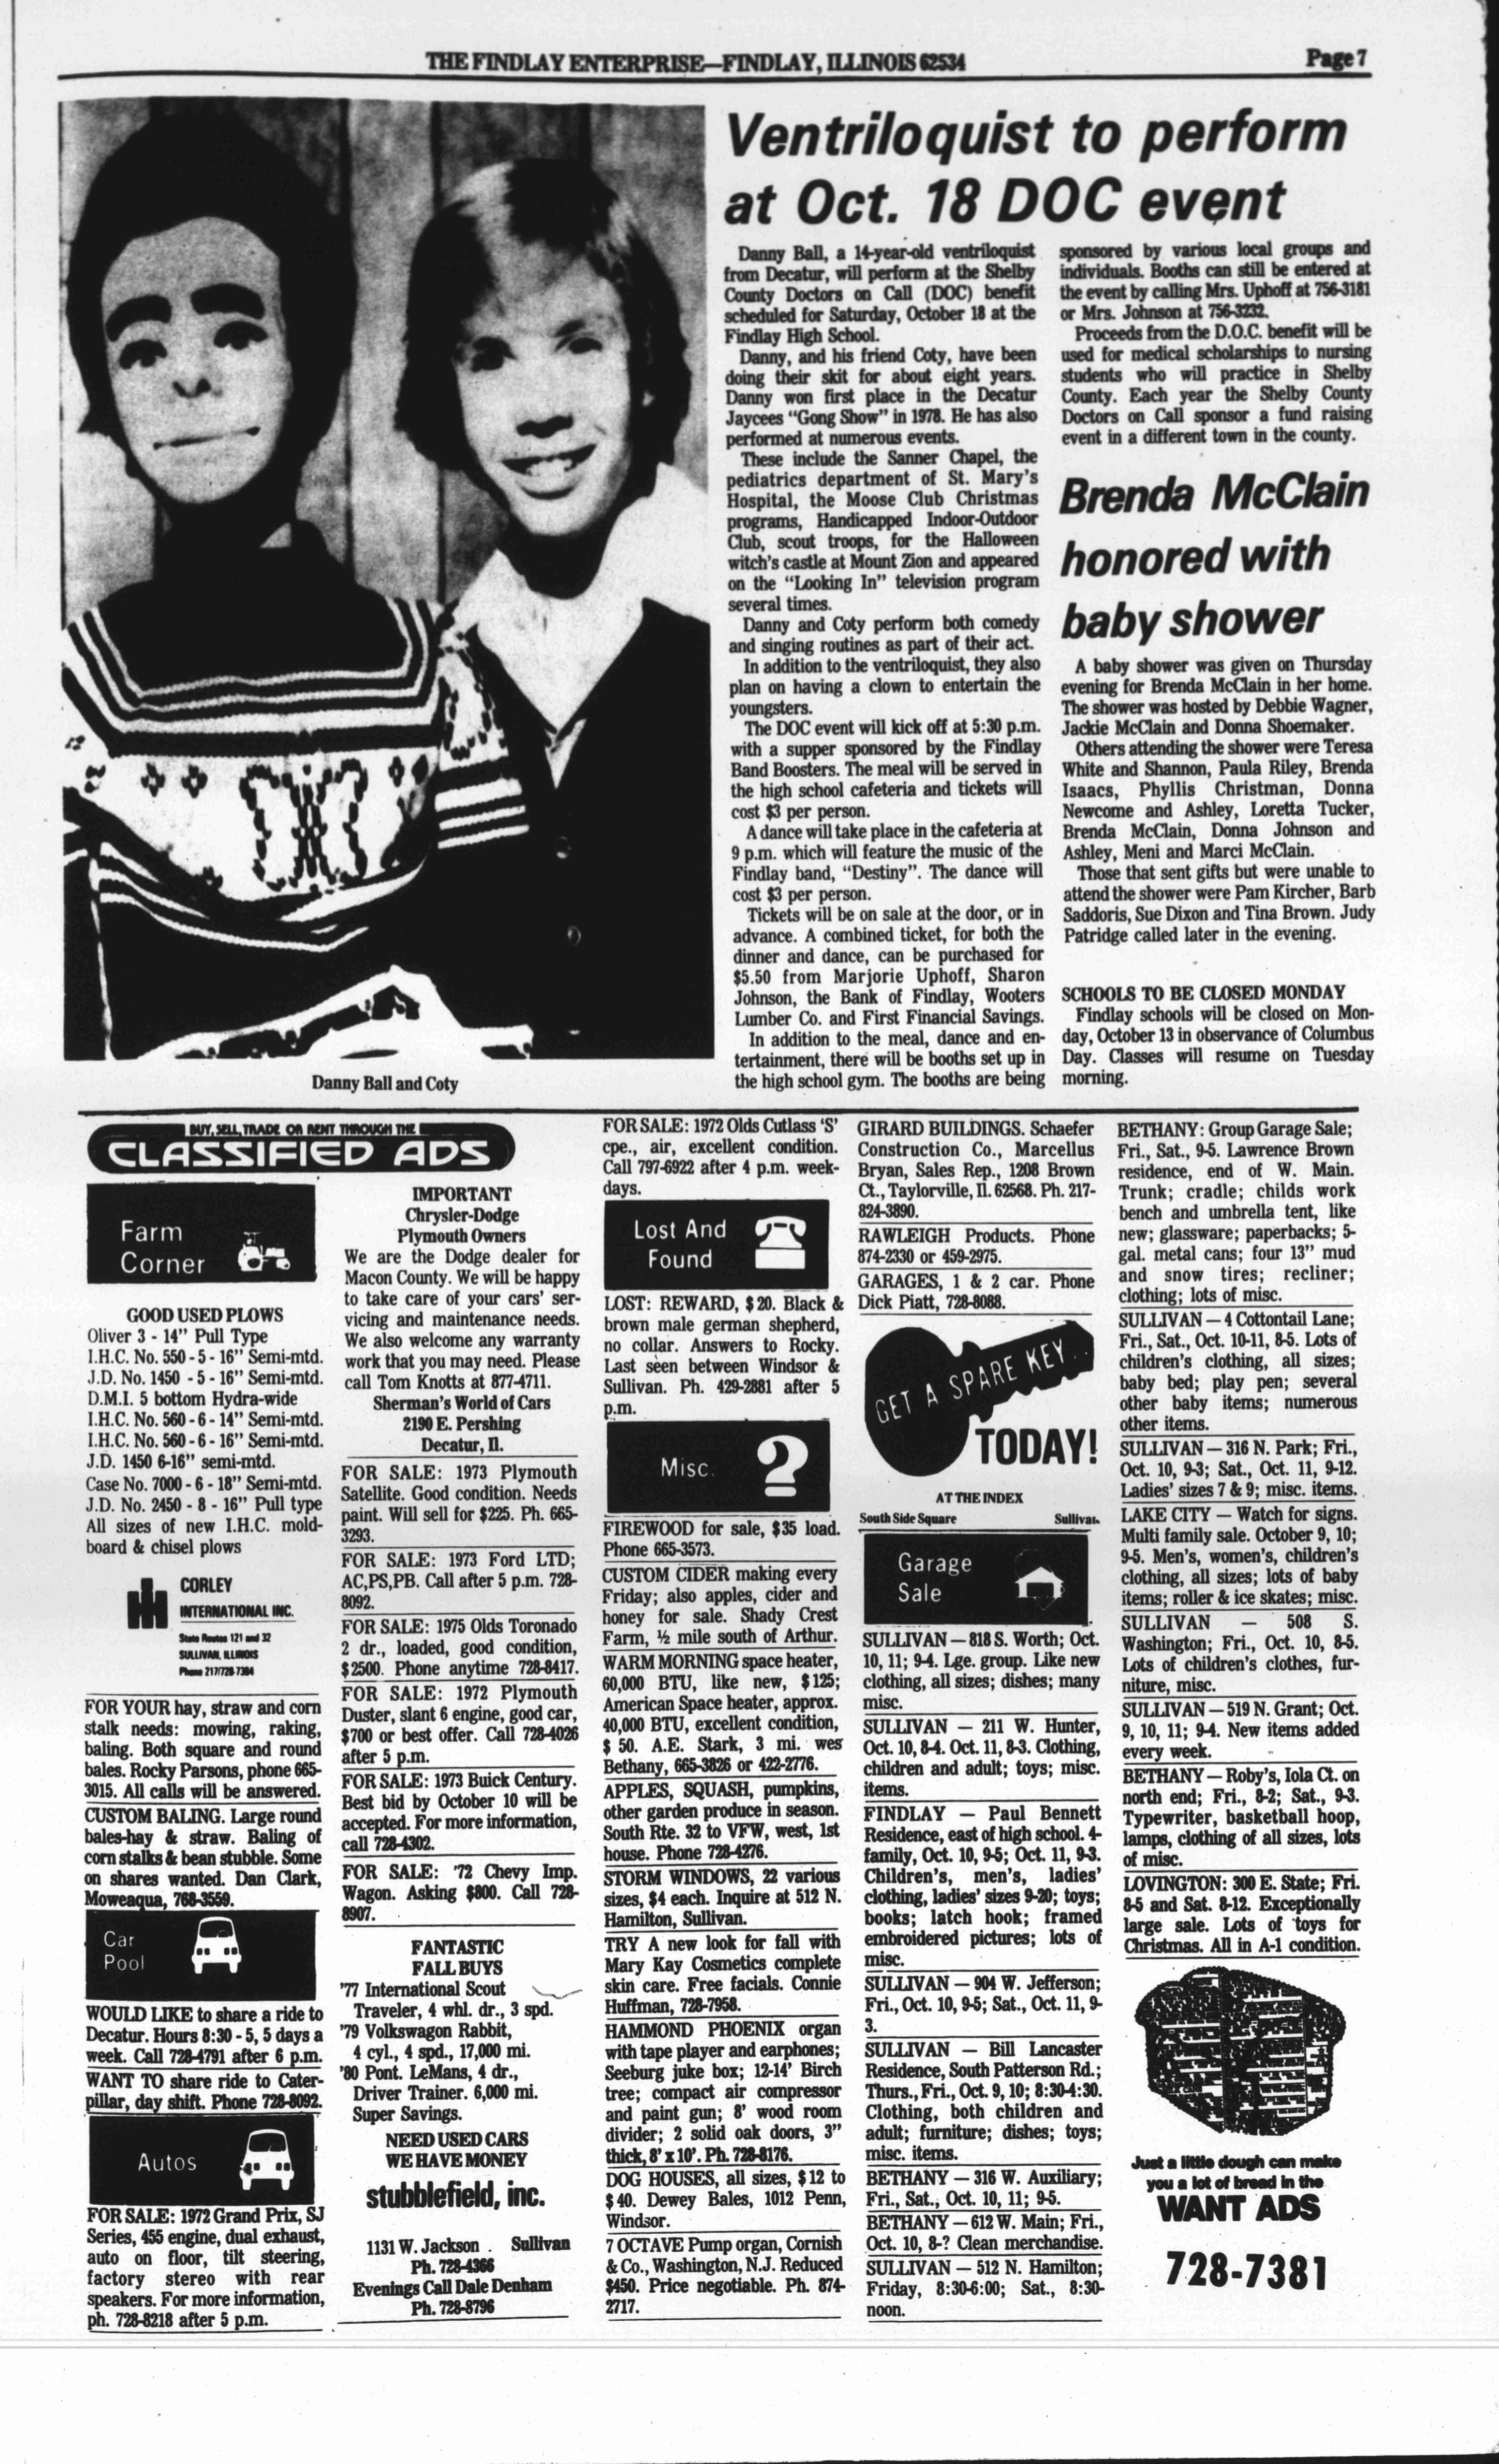 THE FINDLAY ENTERPRISE—FINDLAY, ILLINOIS 62534
Page 7
Ventriloquist to perform
at Oct. 18 DOC event
Danny Ball, a 14-year-old ventriloquist
from Decatur, will perform at the Shelby
County Doctors on Call (DOC) benefit
scheduled for Saturday, October 18 at the
Findlay High School.
Danny, and his friend Coty, have been
doing their skit for about eight years.
Danny won first place in the Decatur
Jaycees “Gong Show” in 1978. He has also
performed at numerous events.
These include the Sanner Chapel, the
pediatrics department of St. Mary's
Hospital, the Moose Club Christmas
programs, Handicapped Indoor-Outdoor
Club, scout troops, for the Halloween
witch's castle at Mount Zion and appeared
on the “Looking In” television program
several times.
Danny and Coty perform both comedy
and singing routines as part of their act.
In addition to the ventriloquist, they also
plan on having a clown to entertain the
youngsters.
The DOC event will kick off at 5:30 p.m.
with a supper sponsored by the Findlay
Band Boosters. The meal will be served in
the high school cafeteria and tickets will
cost $3 per person.
A dance will take place in the cafeteria at
9 p.m. which will feature the music of the
Findlay band, “Destiny”. The dance will
cost $3 per person.
Tickets will be on sale at the door, or in
advance. A combined ticket, for both the
dinner and dance, can be purchased for
$5.50 from Marjorie Uphoff, Sharon
Johnson, the Bank of Findlay, Wooters
Lumber Co. and First Financial Savings.
In addition to the meal, dance and en-
tertainment, there will be booths set up in
the high school gym. The booths are being
sponsored by various local groups and
individuals. Booths can still be entered at
the event by calling Mrs. Uphoff at 756-3181
or Mrs. Johnson at 756-3232.
Proceeds from the D.O.C. benefit will be
used for medical scholarships to nursing
students who will practice in Shelby
County. Each year the Shelby County
Doctors on Call sponsor a fund raising
event in a different town in the county.
Brenda McClain
honored with
baby shower
A baby shower was given on Thursday
evening for Brenda McClain in her home.
The shower was hosted by Debbie Wagner,
Jackie McClain and Donna Shoemaker.
Others attending the shower were Teresa
White and Shannon, Paula Riley, Brenda
Isaacs, Phyllis Christman, Donna
Newcome and Ashley, Loretta Tucker,
Brenda McClain, Donna Johnson and
Ashley, Meni and Marci McClain.
Those that sent gifts but were unable to
attend the shower were Pam Kircher, Barb
Saddoris, Sue Dixon and Tina Brown. Judy
Patridge called later in the evening.
SCHOOLS TO BE CLOSED MONDAY
Findlay schools will be closed on Mon-
day, October 13 in observance of Columbus
Day. Classes will resume on Tuesday
morning.
Danny Ball and Coty
BUY, SELL, TRADE OR RENT THROUGH THE
CLASSIFIED ADS
Farm
Corner
GOOD USED PLOWS
Oliver 3 - 14” Pull Type
I.H.C. No. 550 - 5 - 16” Semi-mtd.
J.D. No. 1450 - 5 - 16” Semi-mtd.
D.M.I. 5 bottom Hydra-wide
I.H.C. No. 560 - 6 - 14” Semi-mtd.
I.H.C. No. 560 - 6 - 16” Semi-mtd.
J.D. 1450 6-16” semi-mtd.
Case No. 7000 - 6 - 18” Semi-mtd.
J.D. No. 2450 - 8 - 16” Pull type
All sizes of new I.H.C. mold-
board & chisel plows
CORLEY
INTERNATIONAL INC.
State Routes 121 and 32
SULLIVAN, ILLINOIS
Phone 217/728-7384
FOR YOUR hay, straw and corn
stalk needs: mowing, raking,
baling. Both square and round
bales. Rocky Parsons, phone 665-
3015. All calls will be answered.
CUSTOM BALING. Large round
bales-hay & straw. Baling of
corn stalks & bean stubble. Some
on shares wanted. Dan Clark,
Moweaqua, 768-3559.
Car
Pool
WOULD LIKE to share a ride to
Decatur. Hours 8:30 - 5, 5 days a
week. Call 728-4791 after 6 p.m.
WANT TO share ride to Cater-
pillar, day shift. Phone 728-8092.
Autos
FOR SALE: 1972 Grand Prix, SJ
Series, 455 engine, dual exhaust,
auto on floor, tilt steering,
factory stereo with rear
speakers. For more information,
ph. 728-8218 after 5 p.m.
IMPORTANT
Chrysler-Dodge
Plymouth Owners
We are the Dodge dealer for
Macon County. We will be happy
to take care of your cars' ser-
vicing and maintenance needs.
We also welcome any warranty
work that you may need. Please
call Tom Knotts at 877-4711.
Sherman's World of Cars
2190 E. Pershing
Decatur, Il.
FOR SALE: 1973 Plymouth
Satellite. Good condition. Needs
paint. Will sell for $225. Ph. 665-
3293.
FOR SALE: 1973 Ford LTD;
AC,PS,PB. Call after 5 p.m. 728-
8092.
FOR SALE: 1975 Olds Toronado
2 dr., loaded, good condition,
$2500. Phone anytime 728-8417.
FOR SALE: 1972 Plymouth
Duster, slant 6 engine, good car,
$700 or best offer. Call 728-4026
after 5 p.m.
FOR SALE: 1973 Buick Century.
Best bid by October 10 will be
accepted. For more information,
call 728-4302.
FOR SALE: '72 Chevy Imp.
Wagon. Asking $800. Call 728-
8907.
FANTASTIC
FALL BUYS
'77 International Scout
Traveler, 4 whl. dr., 3 spd.
'79 Volkswagon Rabbit,
4 cyl., 4 spd., 17,000 mi.
'80 Pont. LeMans, 4 dr.,
Driver Trainer. 6,000 mi.
Super Savings.
NEED USED CARS
WE HAVE MONEY
stubblefield, inc.
1131 W. Jackson . Sullivan
Ph. 728-4366
Evenings Call Dale Denham
Ph. 728-8796
FOR SALE: 1972 Olds Cutlass ‘S’
cpe., air, excellent condition.
Call 797-6922 after 4 p.m. week-
days.
Lost And
Found
LOST: REWARD, $20. Black &
brown male german shepherd,
no collar. Answers to Rocky.
Last seen between Windsor &
Sullivan. Ph. 429-2881 after 5
p.m.
Misc. ?
FIREWOOD for sale, $35 load.
Phone 665-3573.
CUSTOM CIDER making every
Friday; also apples, cider and
honey for sale. Shady Crest
Farm, ½ mile south of Arthur.
WARM MORNING space heater,
60,000 BTU, like new, $125;
American Space heater, approx.
40,000 BTU, excellent condition,
$ 50. A.E. Stark, 3 mi. wes
Bethany, 665-3826 or 422-2776.
APPLES, SQUASH, pumpkins,
other garden produce in season.
South Rte. 32 to VFW, west, 1st
house. Phone 728-4276.
STORM WINDOWS, 22 various
sizes, $4 each. Inquire at 512 N.
Hamilton, Sullivan.
TRY A new look for fall with
Mary Kay Cosmetics complete
skin care. Free facials. Connie
Huffman, 728-7958.
HAMMOND PHOENIX organ
with tape player and earphones;
Seeburg juke box; 12-14' Birch
tree; compact air compressor
and paint gun; 8' wood room
divider; 2 solid oak doors, 3”
thick, 8' x 10'. Ph. 728-8176.
DOG HOUSES, all sizes, $12 to
$40. Dewey Bales, 1012 Penn,
Windsor.
7 OCTAVE Pump organ, Cornish
& Co., Washington, N.J. Reduced
$450. Price negotiable. Ph. 874-
2717.
GIRARD BUILDINGS. Schaefer
Construction Co., Marcellus
Bryan, Sales Rep., 1208 Brown
Ct., Taylorville, Il. 62568. Ph. 217-
824-3890.
RAWLEIGH Products. Phone
874-2330 or 459-2975.
GARAGES, 1 & 2 car. Phone
Dick Piatt, 728-8088.
GET A SPARE KEY..
TODAY!
AT THE INDEX
South Side Square Sullivan
Garage
Sale
SULLIVAN — 818 S. Worth; Oct.
10, 11; 9-4. Lge. group. Like new
clothing, all sizes; dishes; many
misc.
SULLIVAN — 211 W. Hunter,
Oct. 10, 8-4. Oct. 11, 8-3. Clothing,
children and adult; toys; misc.
items.
FINDLAY — Paul Bennett
Residence, east of high school. 4-
family, Oct. 10, 9-5; Oct. 11, 9-3.
Children's, men's, ladies'
clothing, ladies' sizes 9-20; toys;
books; latch hook; framed
embroidered pictures; lots of
misc.
SULLIVAN — 904 W. Jefferson;
Fri., Oct. 10, 9-5; Sat., Oct. 11, 9-
3.
SULLIVAN — Bill Lancaster
Residence, South Patterson Rd.;
Thurs., Fri., Oct. 9, 10; 8:30-4:30.
Clothing, both children and
adult; furniture; dishes; toys;
misc. items.
BETHANY — 316 W. Auxiliary;
Fri., Sat., Oct. 10, 11; 9-5.
BETHANY — 612 W. Main; Fri.,
Oct. 10, 8-? Clean merchandise.
SULLIVAN — 512 N. Hamilton;
Friday, 8:30-6:00; Sat., 8:30-
noon.
BETHANY: Group Garage Sale;
Fri., Sat., 9-5. Lawrence Brown
residence, end of W. Main.
Trunk; cradle; childs work
bench and umbrella tent, like
new; glassware; paperbacks; 5-
gal. metal cans; four 13” mud
and snow tires; recliner;
clothing; lots of misc.
SULLIVAN — 4 Cottontail Lane;
Fri., Sat., Oct. 10-11, 8-5. Lots of
children's clothing, all sizes;
baby bed; play pen; several
other baby items; numerous
other items.
SULLIVAN — 316 N. Park; Fri.,
Oct. 10, 9-3; Sat., Oct. 11, 9-12.
Ladies' sizes 7 & 9; misc. items.
LAKE CITY — Watch for signs.
Multi family sale. October 9, 10;
9-5. Men's, women's, children's
clothing, all sizes; lots of baby
items; roller & ice skates; misc.
SULLIVAN — 508 S.
Washington; Fri., Oct. 10, 8-5.
Lots of children's clothes, fur-
niture, misc.
SULLIVAN — 519 N. Grant; Oct.
9, 10, 11; 9-4. New items added
every week.
BETHANY — Roby's, Iola Ct. on
north end; Fri., 8-2; Sat., 9-3.
Typewriter, basketball hoop,
lamps, clothing of all sizes, lots
of misc.
LOVINGTON: 300 E. State; Fri.
8-5 and Sat. 8-12. Exceptionally
large sale. Lots of toys for
Christmas. All in A-1 condition.
Just a little dough can make
you a lot of bread in the
WANT ADS
728-7381